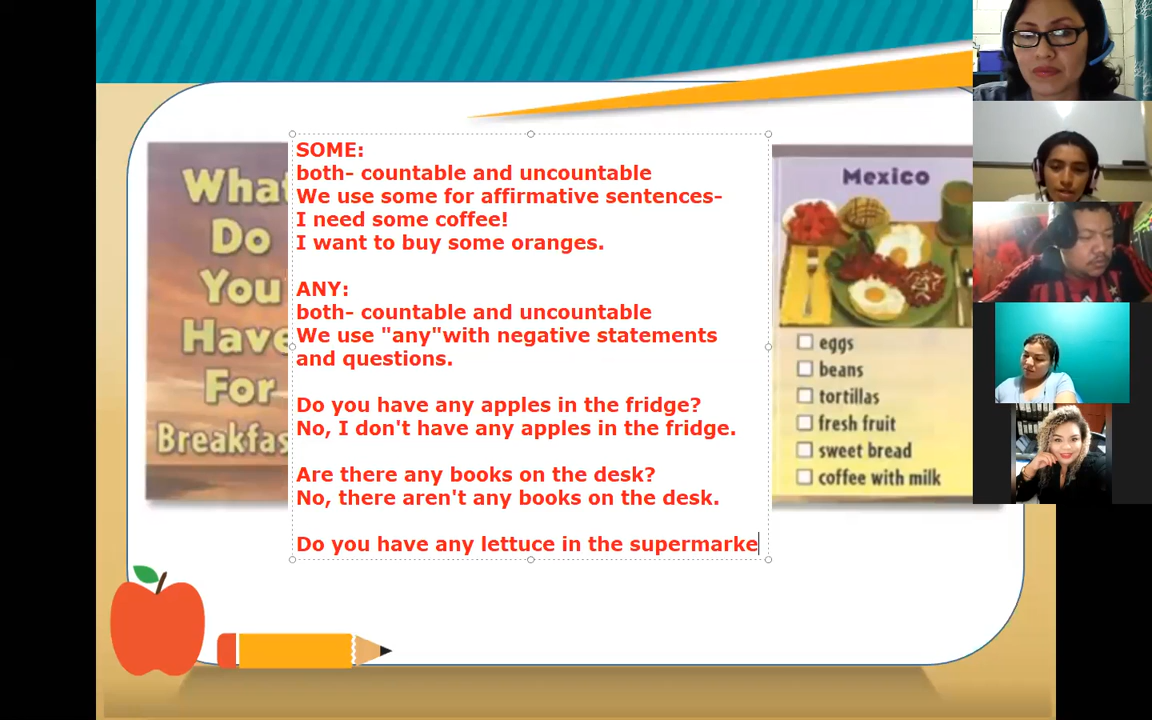 What
Do
You
Have
For
Breakfas
SOME:
both- countable and uncountable
We use some for affirmative sentences-
I need some coffee!
I want to buy some oranges.
ANY:
both- countable and uncountable
We use "any"with negative statements
and questions.
Do you have any apples in the fridge?
No, I don't have any apples in the fridge.
Are there any books on the desk?
No, there aren't any books on the desk.
Do you have any lettuce in the supermarke
Mexico
eggs
beans
tortillas
fresh fruit
sweet bread
coffee with milk